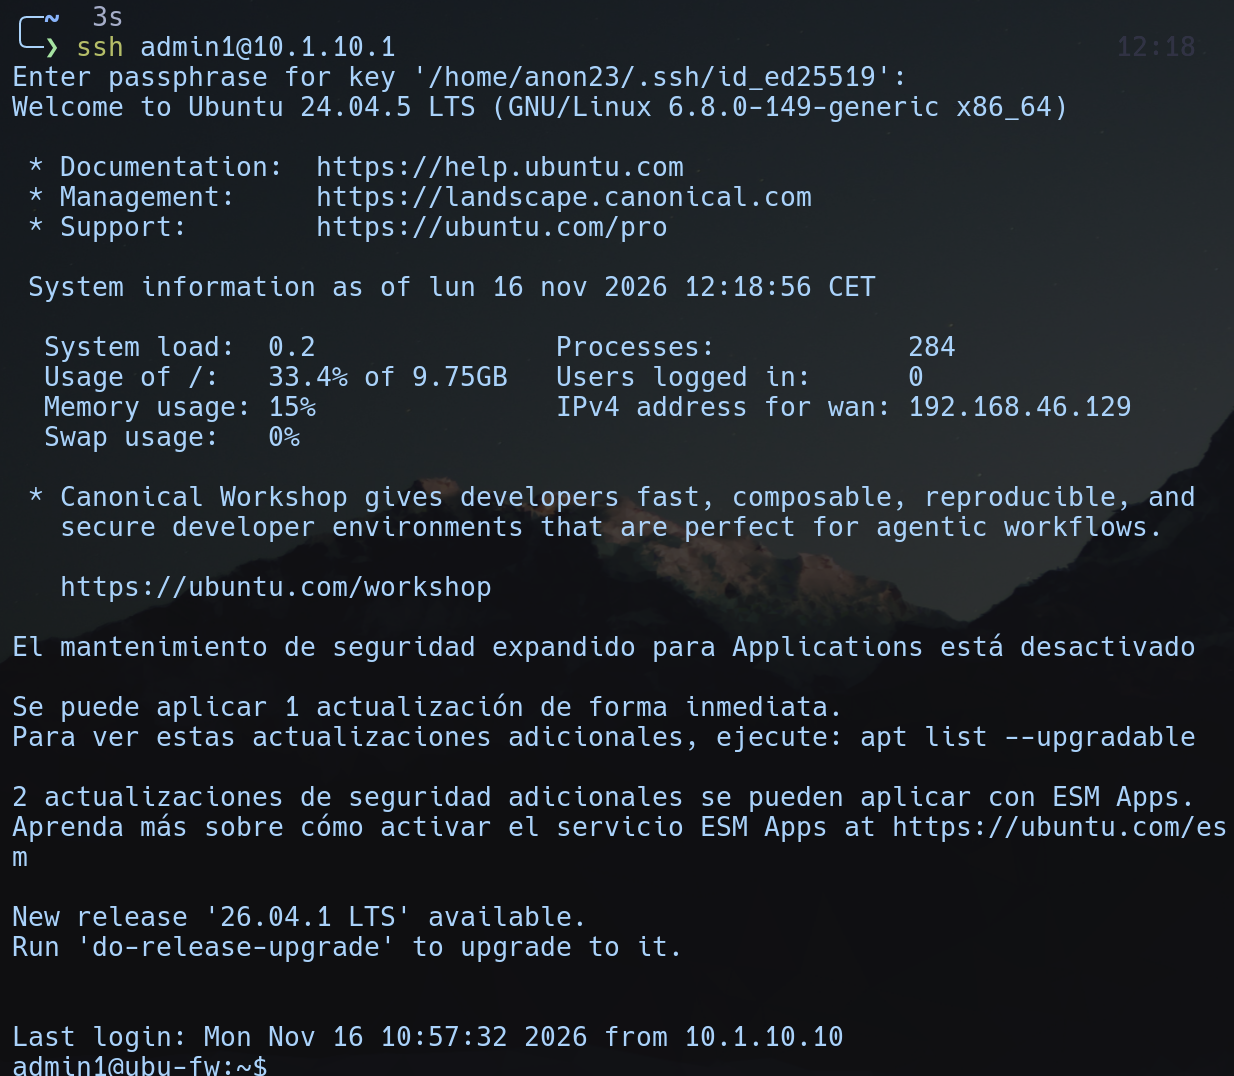 ~  3s
❯ ssh admin1@10.1.10.1 12:18
Enter passphrase for key '/home/anon23/.ssh/id_ed25519':
Welcome to Ubuntu 24.04.5 LTS (GNU/Linux 6.8.0-149-generic x86_64)

 * Documentation:  https://help.ubuntu.com
 * Management:     https://landscape.canonical.com
 * Support:        https://ubuntu.com/pro

 System information as of lun 16 nov 2026 12:18:56 CET

  System load:  0.2               Processes:            284
  Usage of /:   33.4% of 9.75GB   Users logged in:      0
  Memory usage: 15%               IPv4 address for wan: 192.168.46.129
  Swap usage:   0%

 * Canonical Workshop gives developers fast, composable, reproducible, and
   secure developer environments that are perfect for agentic workflows.

   https://ubuntu.com/workshop

El mantenimiento de seguridad expandido para Applications está desactivado

Se puede aplicar 1 actualización de forma inmediata.
Para ver estas actualizaciones adicionales, ejecute: apt list --upgradable

2 actualizaciones de seguridad adicionales se pueden aplicar con ESM Apps.
Aprenda más sobre cómo activar el servicio ESM Apps at https://ubuntu.com/es
m

New release '26.04.1 LTS' available.
Run 'do-release-upgrade' to upgrade to it.


Last login: Mon Nov 16 10:57:32 2026 from 10.1.10.10
admin1@ubu-fw:~$